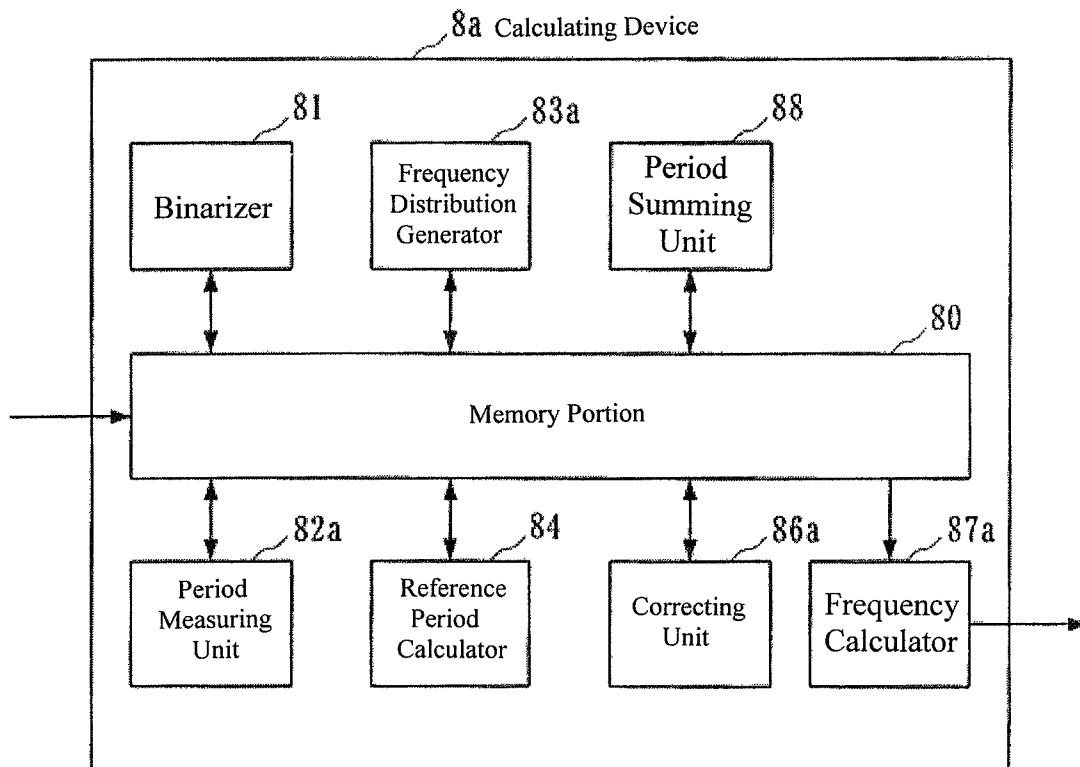 8a Calculating Device
81
83a
88
Binarizer
Frequency
Distribution
Generator
Period
Summing
Unit
80
Memory Portion
82a
84
86a
87a
Period
Measuring
Unit
Reference
Period
Calculator
Correcting
Unit
Frequency
Calculator